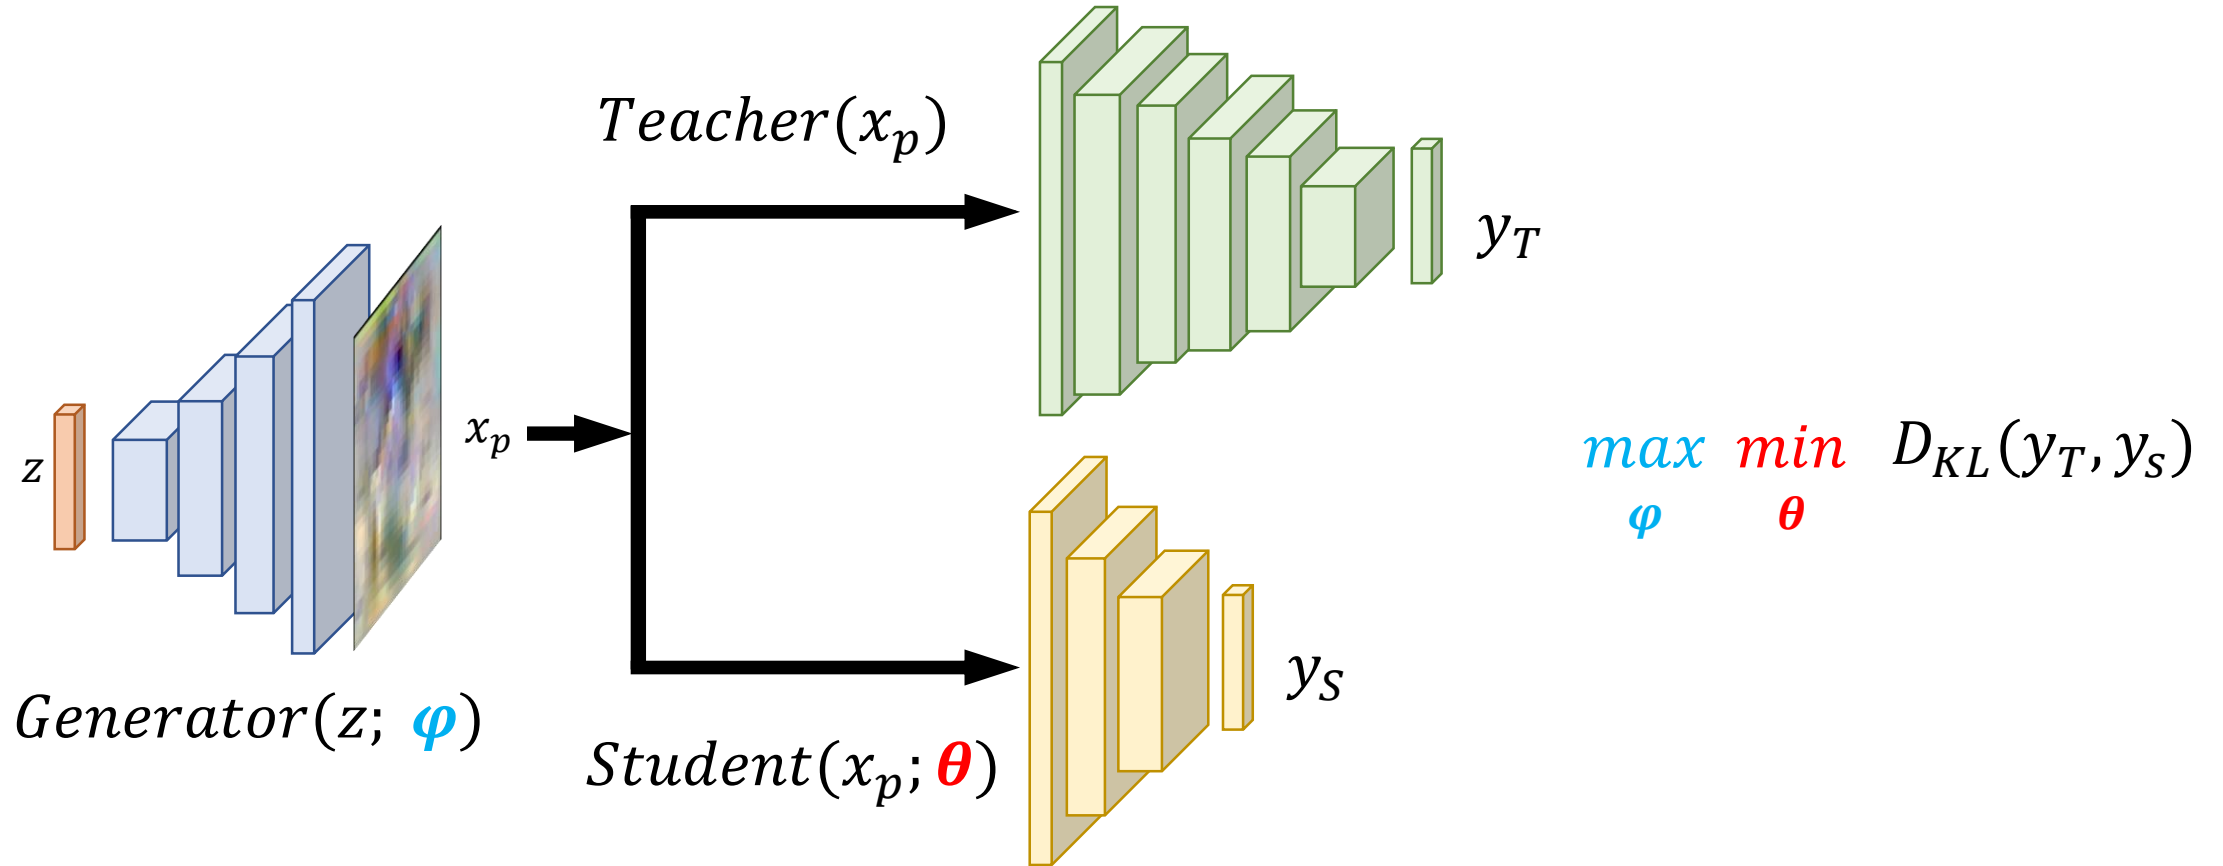 z
Generator(z; φ)
x_p
Teacher(x_p)
y_T
Student(x_p; θ)
y_S
max min D_KL(y_T, y_s)
φ θ